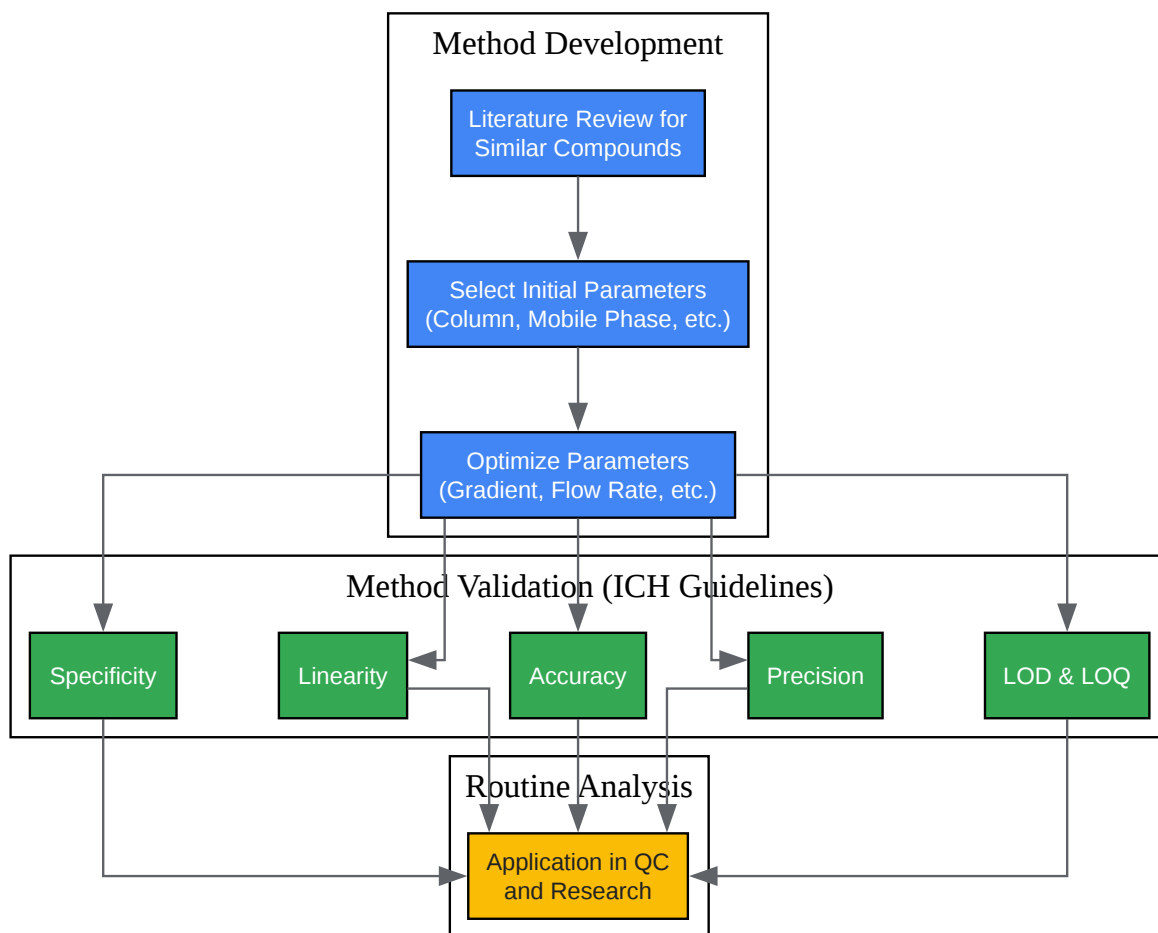 Method Development
Literature Review for
Similar Compounds
Select Initial Parameters
(Column, Mobile Phase, etc.)
Optimize Parameters
(Gradient, Flow Rate, etc.)
Method Validation (ICH Guidelines)
Specificity
Linearity
Accuracy
Precision
LOD & LOQ
Routine Analysis
Application in QC
and Research